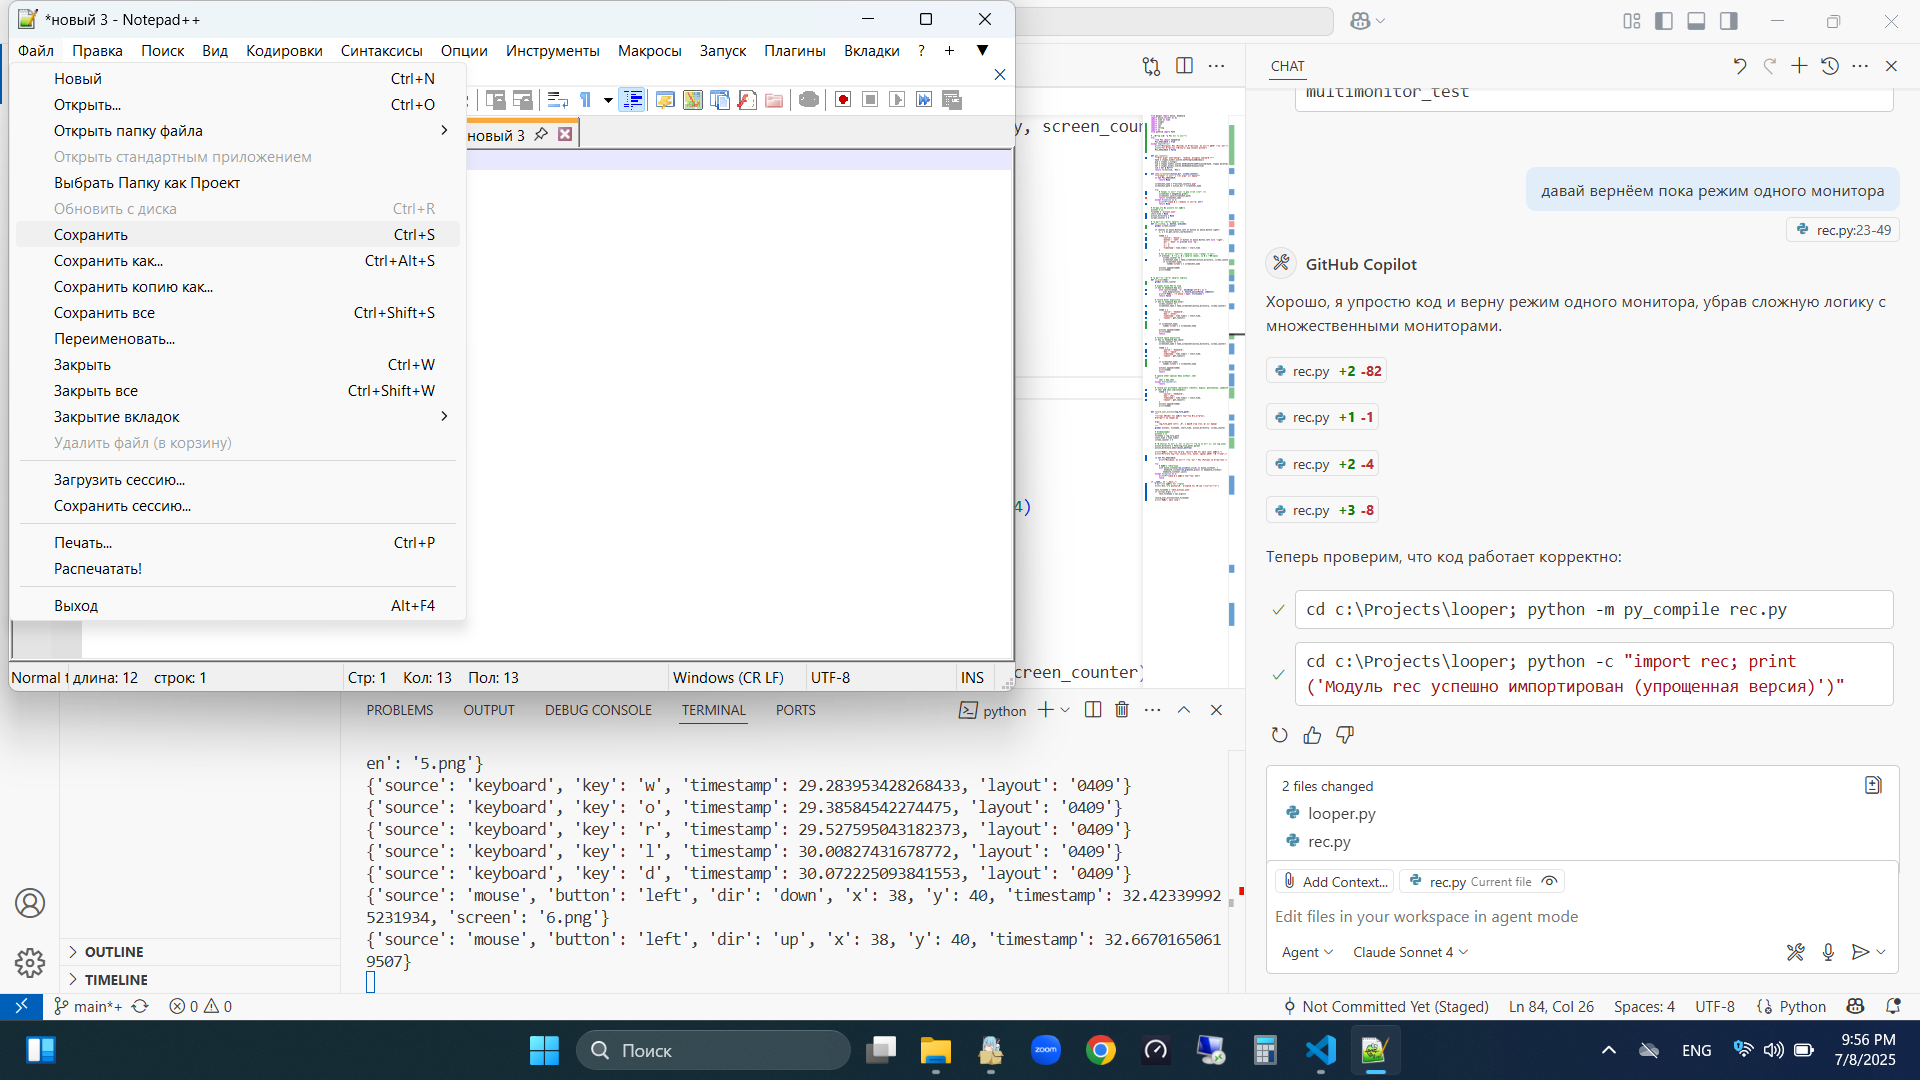 *новый 3 - Notepad++
Файл Правка Поиск Вид Кодировки Синтаксисы Опции Инструменты Макросы Запуск Плагины Вкладки ? + ▼
Новый Ctrl+N
Открыть... Ctrl+O
Открыть папку файла
Открыть стандартным приложением
Выбрать Папку как Проект
Обновить с диска Ctrl+R
Сохранить Ctrl+S
Сохранить как... Ctrl+Alt+S
Сохранить копию как...
Сохранить все Ctrl+Shift+S
Переименовать...
Закрыть Ctrl+W
Закрыть все Ctrl+Shift+W
Закрытие вкладок
Удалить файл (в корзину)
Загрузить сессию...
Сохранить сессию...
Печать... Ctrl+P
Распечатать!
Выход Alt+F4
новый 3
Normal t длина: 12 строк: 1 Стр: 1 Кол: 13 Пол: 13 Windows (CR LF) UTF-8 INS
y, screen_cou
4)
creen_counter)
PROBLEMS OUTPUT DEBUG CONSOLE TERMINAL PORTS python
en': '5.png'}
{'source': 'keyboard', 'key': 'w', 'timestamp': 29.283953428268433, 'layout': '0409'}
{'source': 'keyboard', 'key': 'o', 'timestamp': 29.38584542274475, 'layout': '0409'}
{'source': 'keyboard', 'key': 'r', 'timestamp': 29.527595043182373, 'layout': '0409'}
{'source': 'keyboard', 'key': 'l', 'timestamp': 30.00827431678772, 'layout': '0409'}
{'source': 'keyboard', 'key': 'd', 'timestamp': 30.072225093841553, 'layout': '0409'}
{'source': 'mouse', 'button': 'left', 'dir': 'down', 'x': 38, 'y': 40, 'timestamp': 32.42339992
5231934, 'screen': '6.png'}
{'source': 'mouse', 'button': 'left', 'dir': 'up', 'x': 38, 'y': 40, 'timestamp': 32.6670165061
9507}
OUTLINE
TIMELINE
CHAT
multimonitor_test
давай вернёем пока режим одного монитора
rec.py:23-49
GitHub Copilot
Хорошо, я упростю код и верну режим одного монитора, убрав сложную логику с
множественными мониторами.
rec.py +2 -82
rec.py +1 -1
rec.py +2 -4
rec.py +3 -8
Теперь проверим, что код работает корректно:
cd c:\Projects\looper; python -m py_compile rec.py
cd c:\Projects\looper; python -c "import rec; print
('Модуль rec успешно импортирован (упрощенная версия)')"
2 files changed
looper.py
rec.py
Add Context... rec.py Current file
Edit files in your workspace in agent mode
Agent Claude Sonnet 4
main*+ 0 0 Not Committed Yet (Staged) Ln 84, Col 26 Spaces: 4 UTF-8 Python
Поиск
zoom
ENG
9:56 PM
7/8/2025